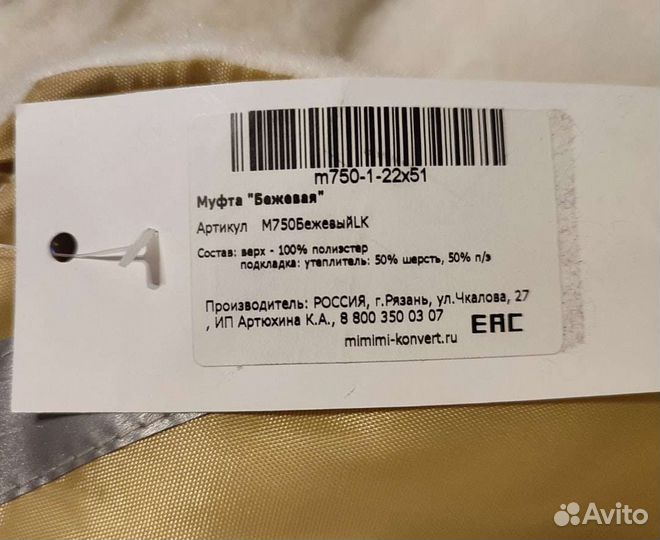 m750-1-22x51
Муфта "Бежевая"
Артикул М750БежевыйLK
Состав: верх - 100% полиэстер
подкладка: утеплитель: 50% шерсть, 50% п/э
Производитель: РОССИЯ, г.Рязань, ул.Чкалова, 27
, ИП Артюхина К.А., 8 800 350 03 07
EAC
mimimi-konvert.ru
Avito